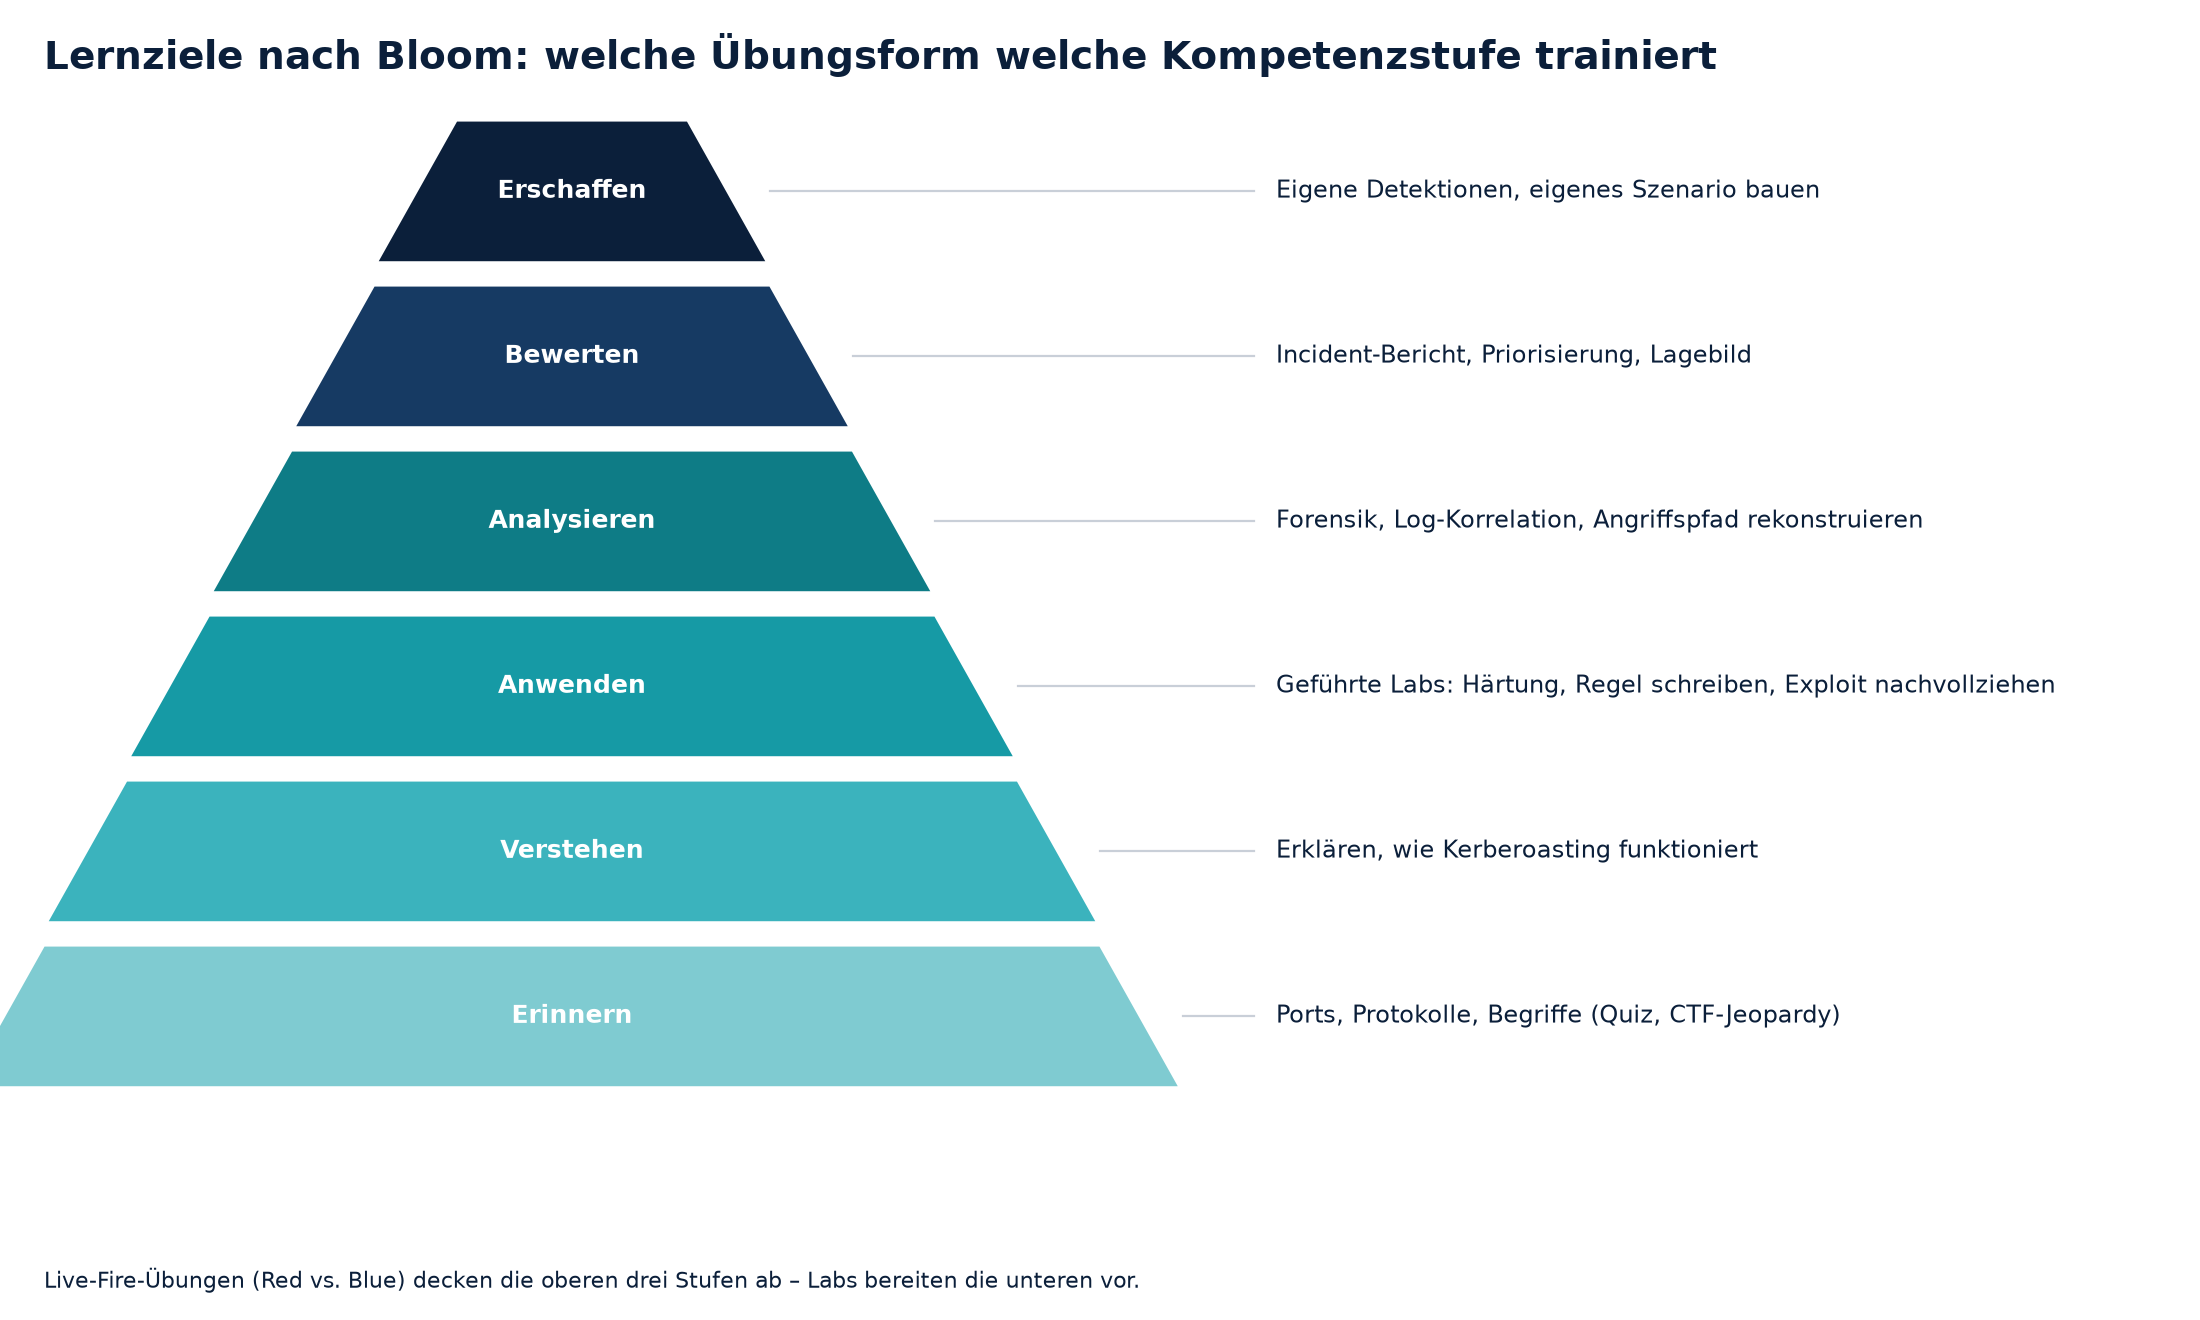 Lernziele nach Bloom: welche Übungsform welche Kompetenzstufe trainiert
Erschaffen
Eigene Detektionen, eigenes Szenario bauen
Bewerten
Incident-Bericht, Priorisierung, Lagebild
Analysieren
Forensik, Log-Korrelation, Angriffspfad rekonstruieren
Anwenden
Geführte Labs: Härtung, Regel schreiben, Exploit nachvollziehen
Verstehen
Erklären, wie Kerberoasting funktioniert
Erinnern
Ports, Protokolle, Begriffe (Quiz, CTF-Jeopardy)
Live-Fire-Übungen (Red vs. Blue) decken die oberen drei Stufen ab – Labs bereiten die unteren vor.